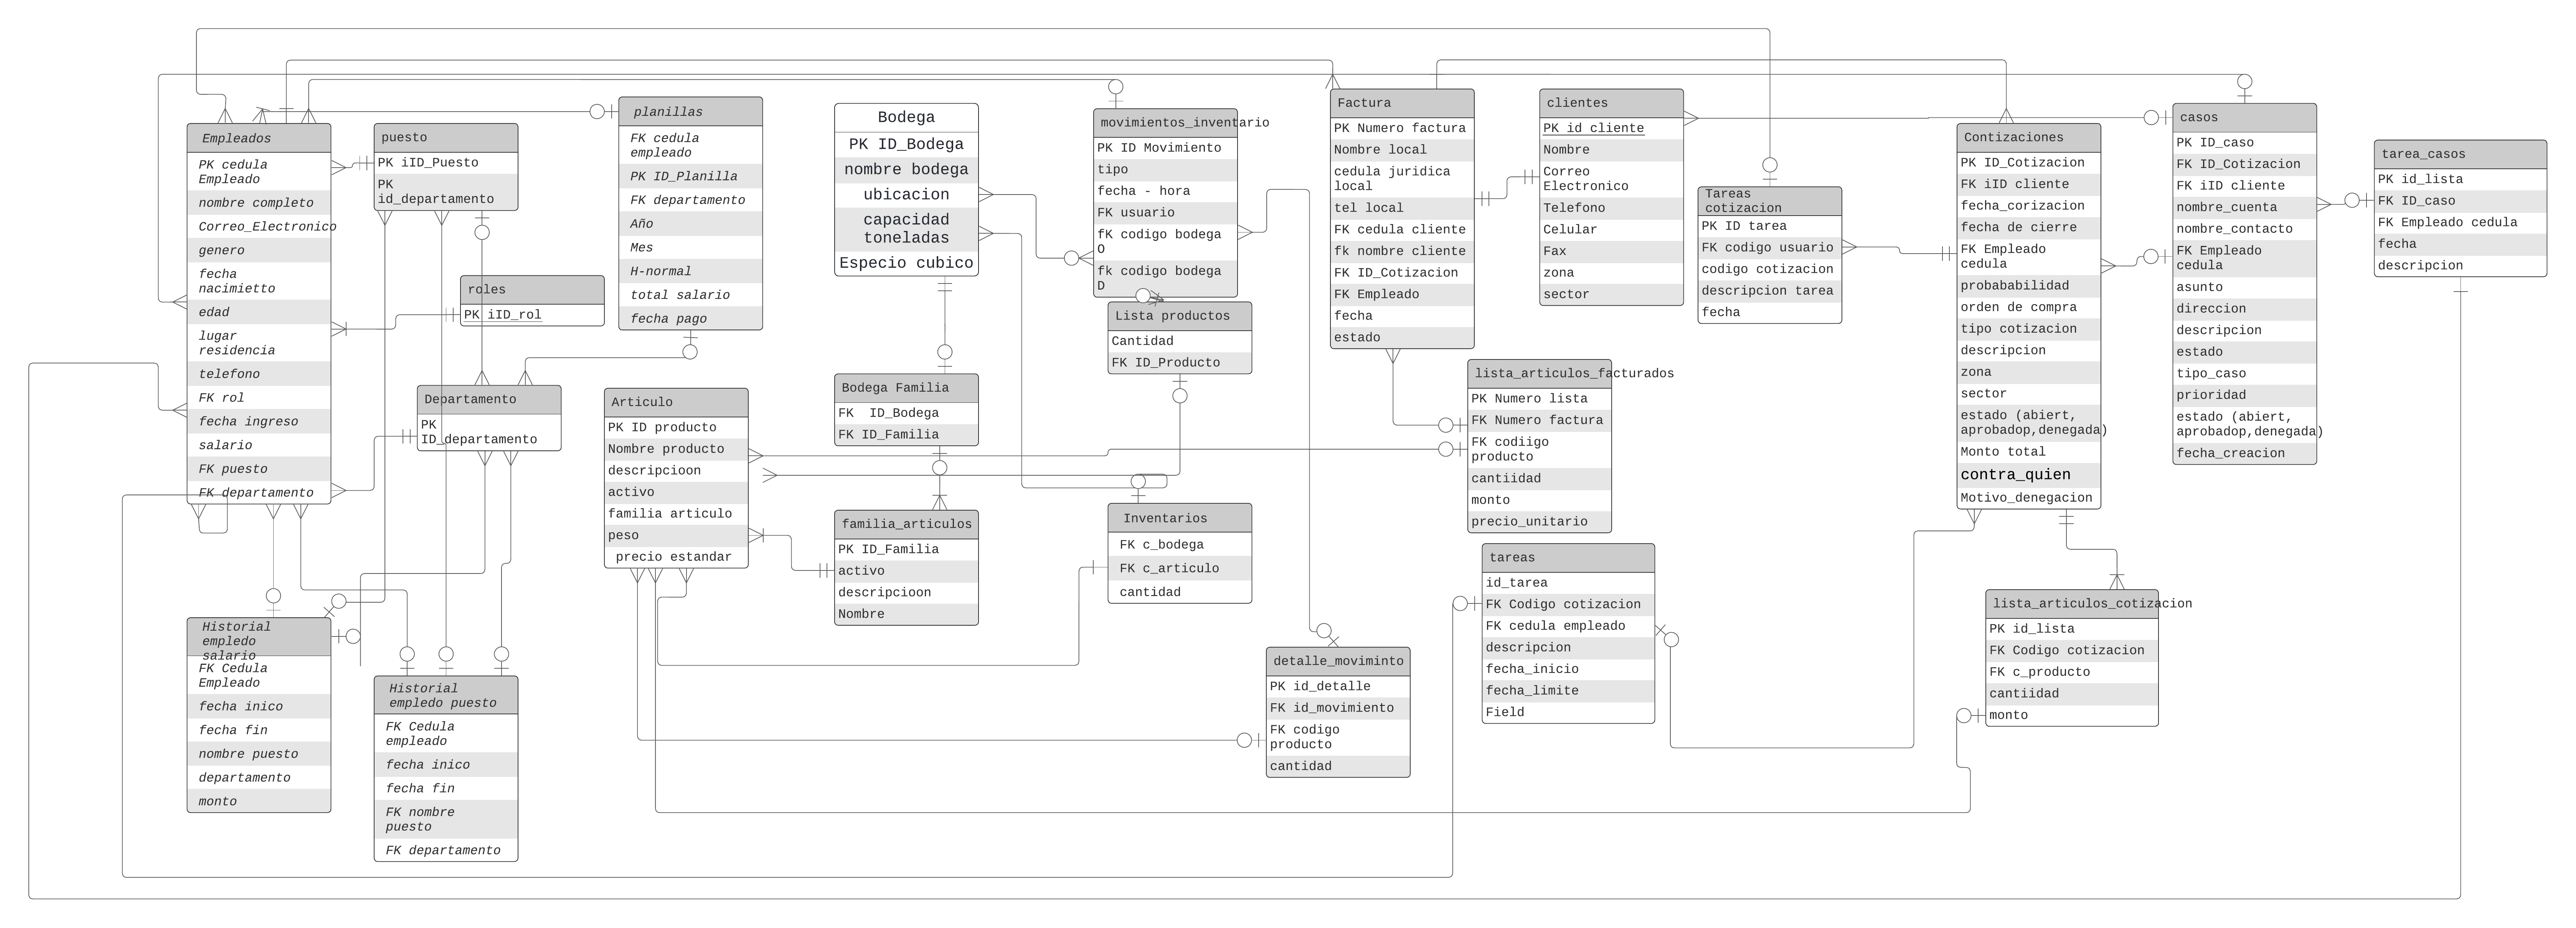 Empleados
PK cedula
Empleado
nombre completo
Correo_Electronico
genero
fecha
nacimietto
edad
lugar
residencia
telefono
FK rol
fecha ingreso
salario
FK puesto
FK departamento
puesto
PK iID_Puesto
PK
id_departamento
roles
PK iID_rol
planillas
FK cedula
empleado
PK ID_Planilla
FK departamento
Año
Mes
H-normal
total salario
fecha pago
Departamento
PK
ID_departamento
Historial
empledo
salario
FK Cedula
Empleado
fecha inico
fecha fin
nombre puesto
departamento
monto
Historial
empledo puesto
FK Cedula
empleado
fecha inico
fecha fin
FK nombre
puesto
FK departamento
Articulo
PK ID producto
Nombre producto
descripcioon
activo
familia articulo
peso
precio estandar
Bodega
PK ID_Bodega
nombre bodega
ubicacion
capacidad
toneladas
Especio cubico
Bodega Familia
FK  ID_Bodega
FK ID_Familia
familia_articulos
PK ID_Familia
activo
descripcioon
Nombre
movimientos_inventario
PK ID Movimiento
tipo
fecha - hora
FK usuario
fK codigo bodega
O
fk codigo bodega
D
Lista productos
Cantidad
FK ID_Producto
Inventarios
FK c_bodega
FK c_articulo
cantidad
detalle_moviminto
PK id_detalle
FK id_movimiento
FK codigo
producto
cantidad
Factura
PK Numero factura
Nombre local
cedula juridica
local
tel local
FK cedula cliente
fk nombre cliente
FK ID_Cotizacion
FK Empleado
fecha
estado
clientes
PK id cliente
Nombre
Correo
Electronico
Telefono
Celular
Fax
zona
sector
lista_articulos_facturados
PK Numero lista
FK Numero factura
FK codiigo
producto
cantiidad
monto
precio_unitario
tareas
id_tarea
FK Codigo cotizacion
FK cedula empleado
descripcion
fecha_inicio
fecha_limite
Field
Tareas
cotizacion
PK ID tarea
FK codigo usuario
codigo cotizacion
descripcion tarea
fecha
Contizaciones
PK ID_Cotizacion
FK iID cliente
fecha_corizacion
fecha de cierre
FK Empleado
cedula
probababilidad
orden de compra
tipo cotizacion
descripcion
zona
sector
estado (abiert,
aprobadop,denegada)
Monto total
contra_quien
Motivo_denegacion
lista_articulos_cotizacion
PK id_lista
FK Codigo cotizacion
FK c_producto
cantiidad
monto
casos
PK ID_caso
FK ID_Cotizacion
FK iID cliente
nombre_cuenta
nombre_contacto
FK Empleado
cedula
asunto
direccion
descripcion
estado
tipo_caso
prioridad
estado (abiert,
aprobadop,denegada)
fecha_creacion
tarea_casos
PK id_lista
FK ID_caso
FK Empleado cedula
fecha
descripcion